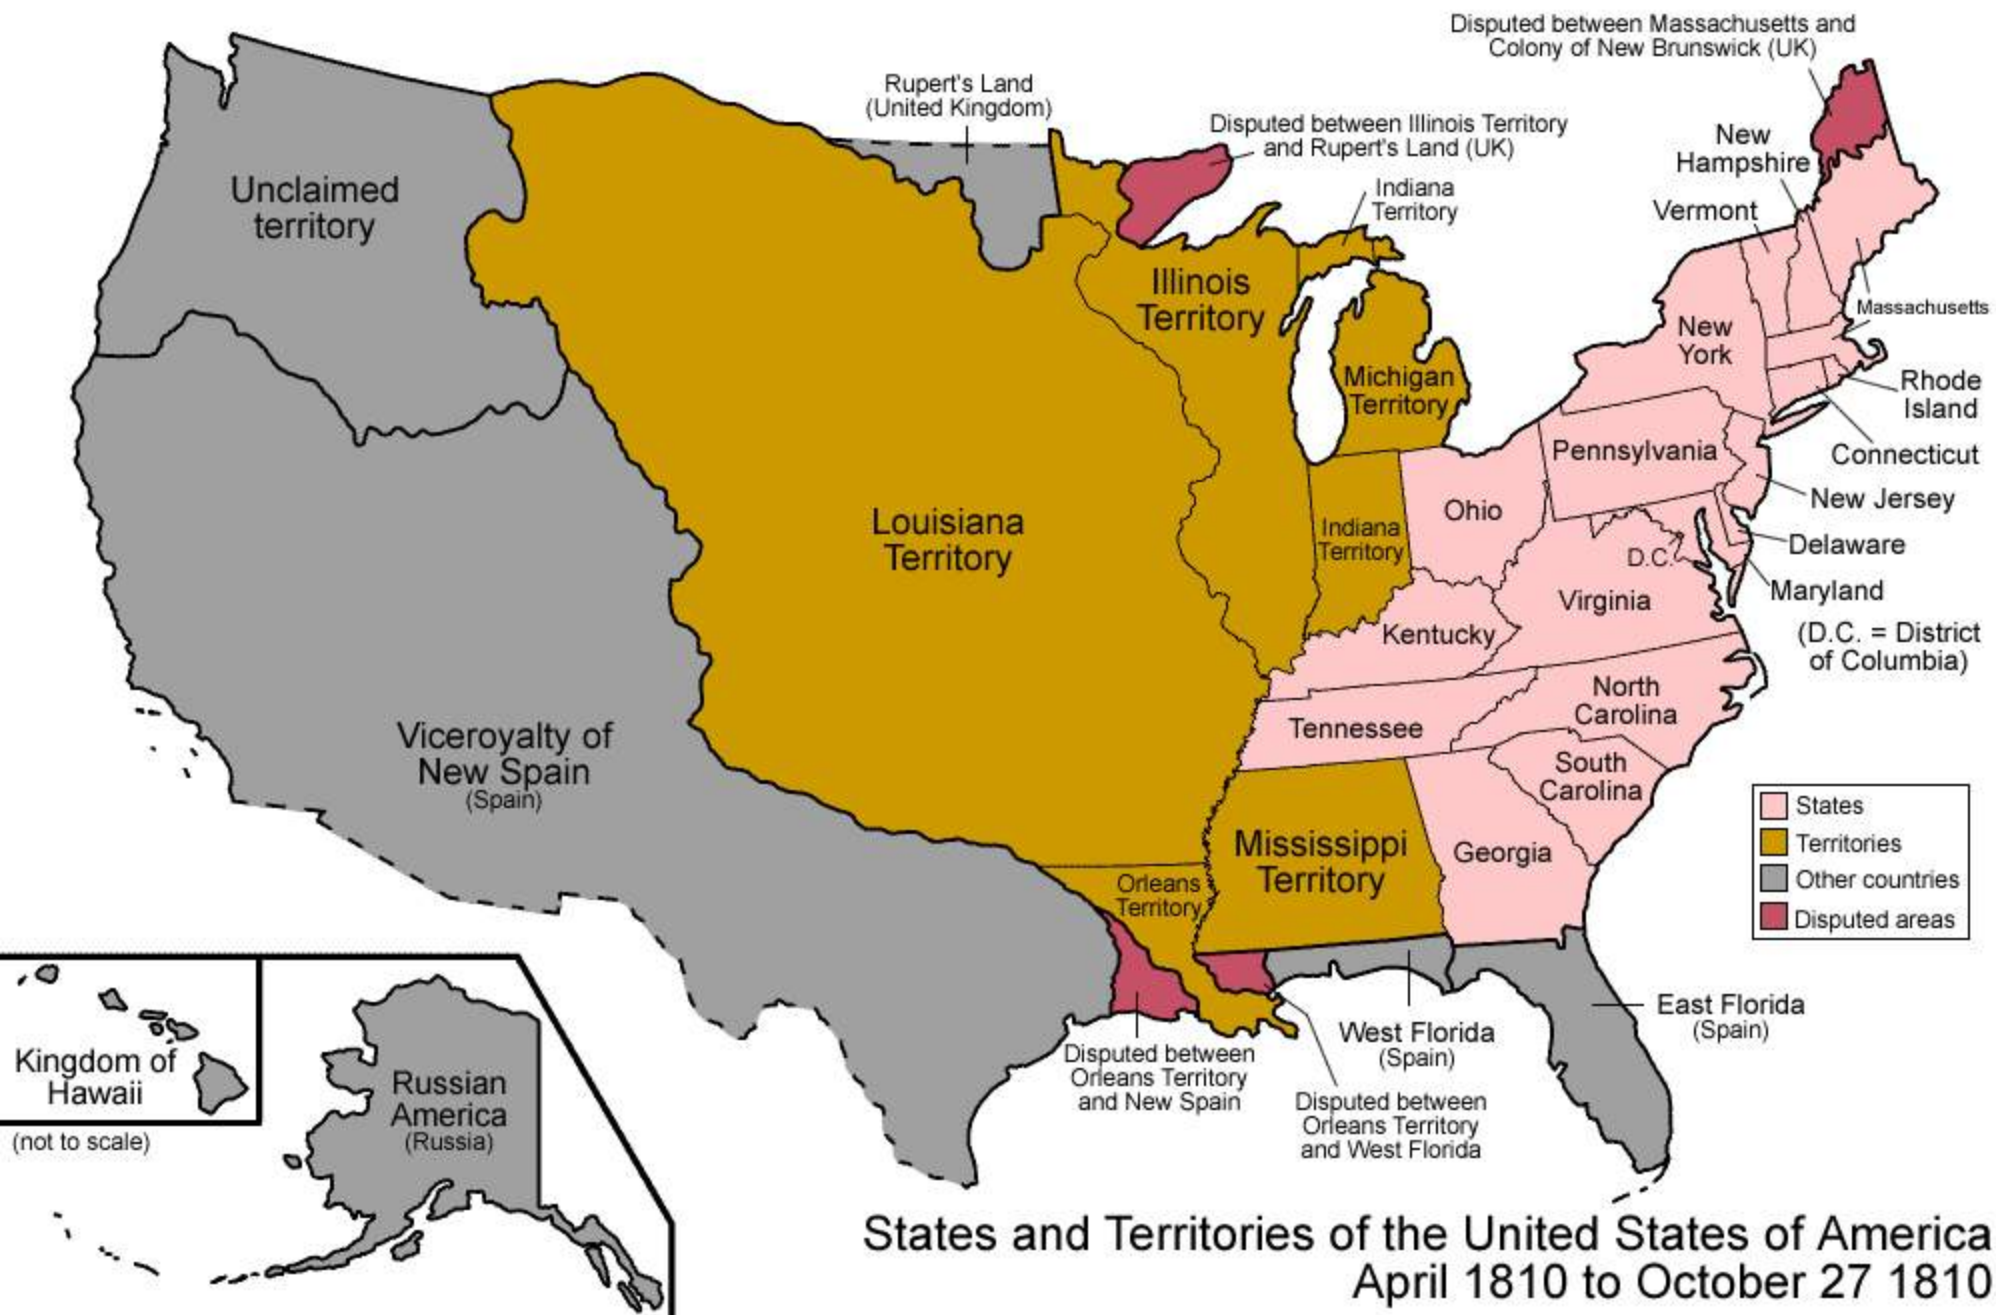 Disputed between Massachusetts and
Colony of New Brunswick (UK)
Rupert's Land
(United Kingdom)
Disputed between Illinois Territory
and Rupert's Land (UK)
New
Hampshire
Indiana
Territory
Unclaimed
territory
Vermont
Illinois
Territory
Massachusetts
New
York
Michigan
Territory
Rhode
Island
Pennsylvania
Connecticut
New Jersey
Ohio
Louisiana
Territory
Indiana
Territory
D.C.
Delaware
Maryland
Virginia
Kentucky
(D.C. = District
of Columbia)
North
Carolina
Tennessee
Viceroyalty of
New Spain
(Spain)
South
Carolina
States
Territories
Other countries
Disputed areas
Mississippi
Territory
Georgia
Orleans
Territory
East Florida
(Spain)
West Florida
(Spain)
Disputed between
Orleans Territory
and New Spain
Disputed between
Orleans Territory
and West Florida
Kingdom of
Hawaii
(not to scale)
Russian
America
(Russia)
States and Territories of the United States of America
April 1810 to October 27 1810